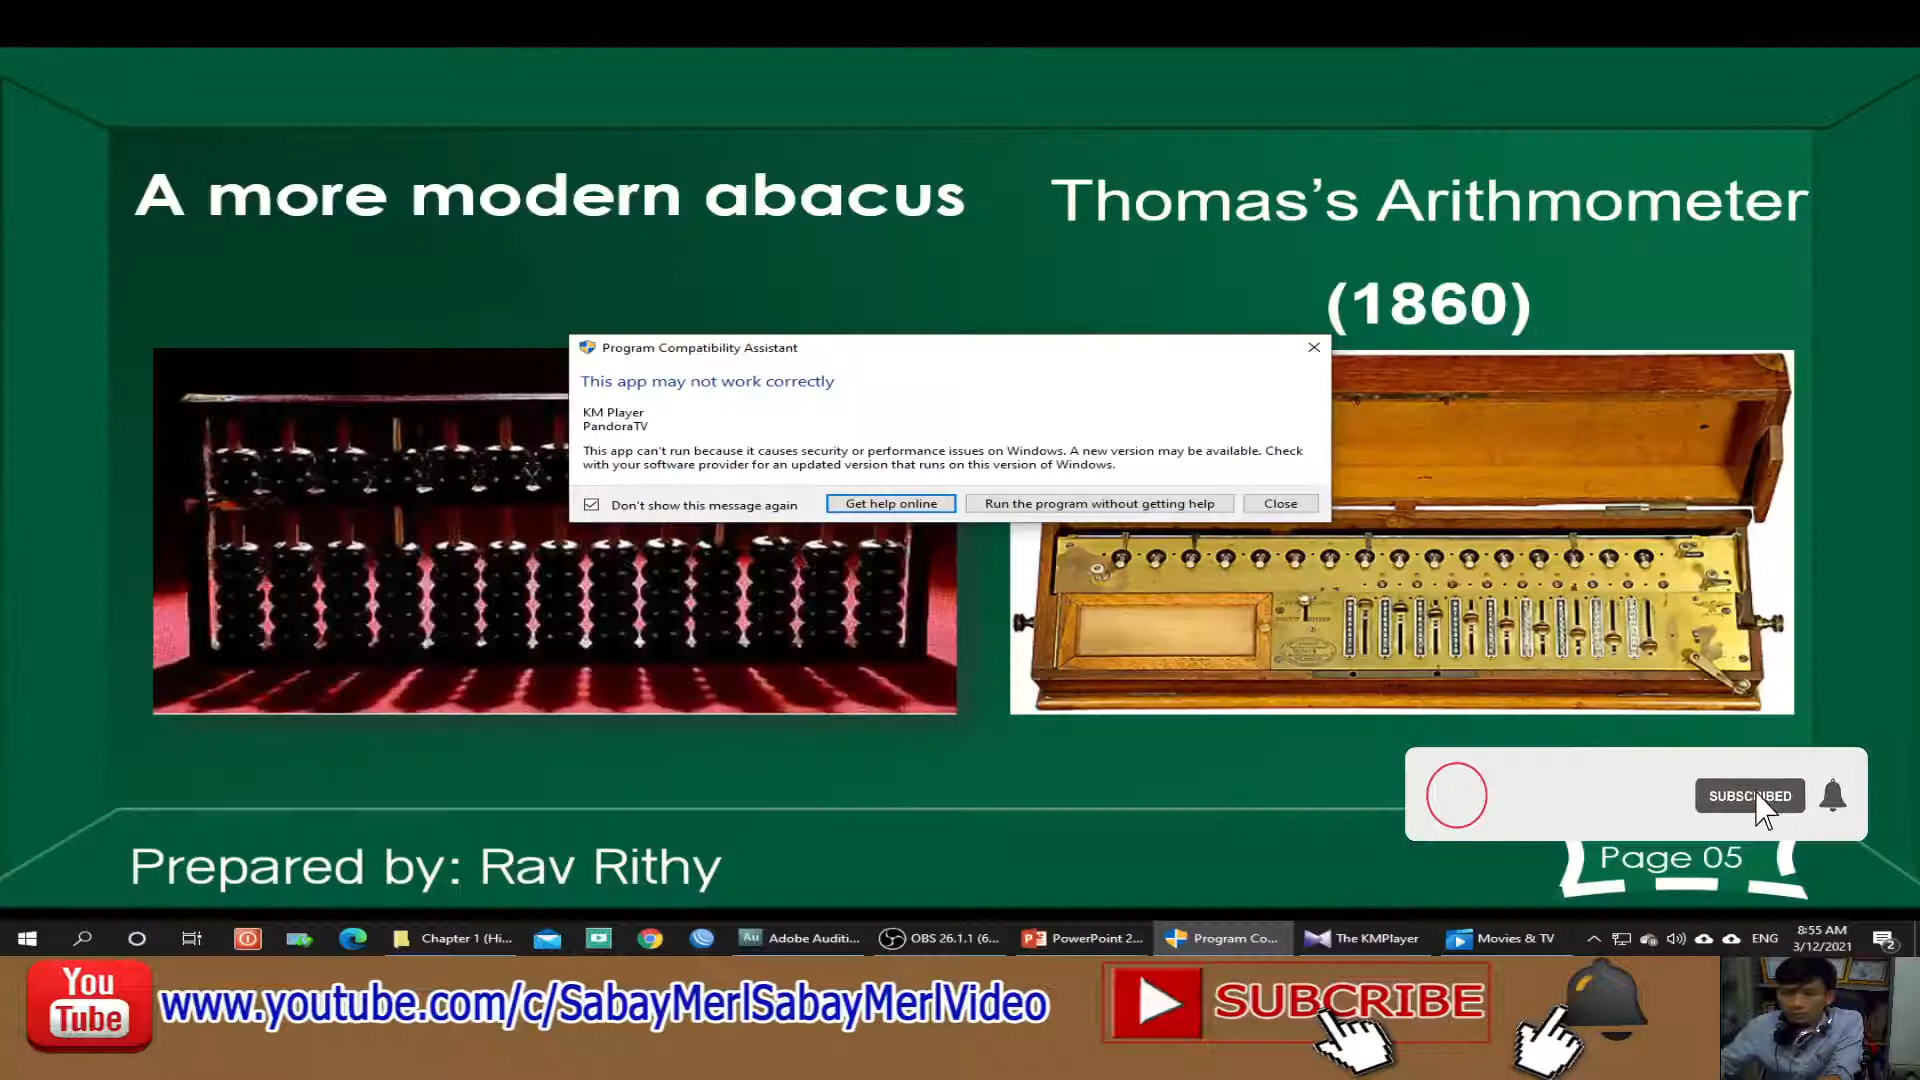 A more modern abacus
Thomas’s Arithmometer
(1860)
Program Compatibility Assistant
This app may not work correctly
KM Player
PandoraTV
This app can't run because it causes security or performance issues on Windows. A new version may be available. Check
with your software provider for an updated version that runs on this version of Windows.
Don't show this message again
Get help online
Run the program without getting help
Close
SUBSCRIBED
Prepared by: Rav Rithy
Page 05
Chapter 1 (Hi...
Au
Adobe Auditi...
OBS 26.1.1 (6...
PowerPoint 2...
Program Co...
The KMPlayer
Movies & TV
ENG
8:55 AM
3/12/2021
2
You
Tube
www.youtube.com/c/SabayMerlSabayMerlVideo
SUBCRIBE